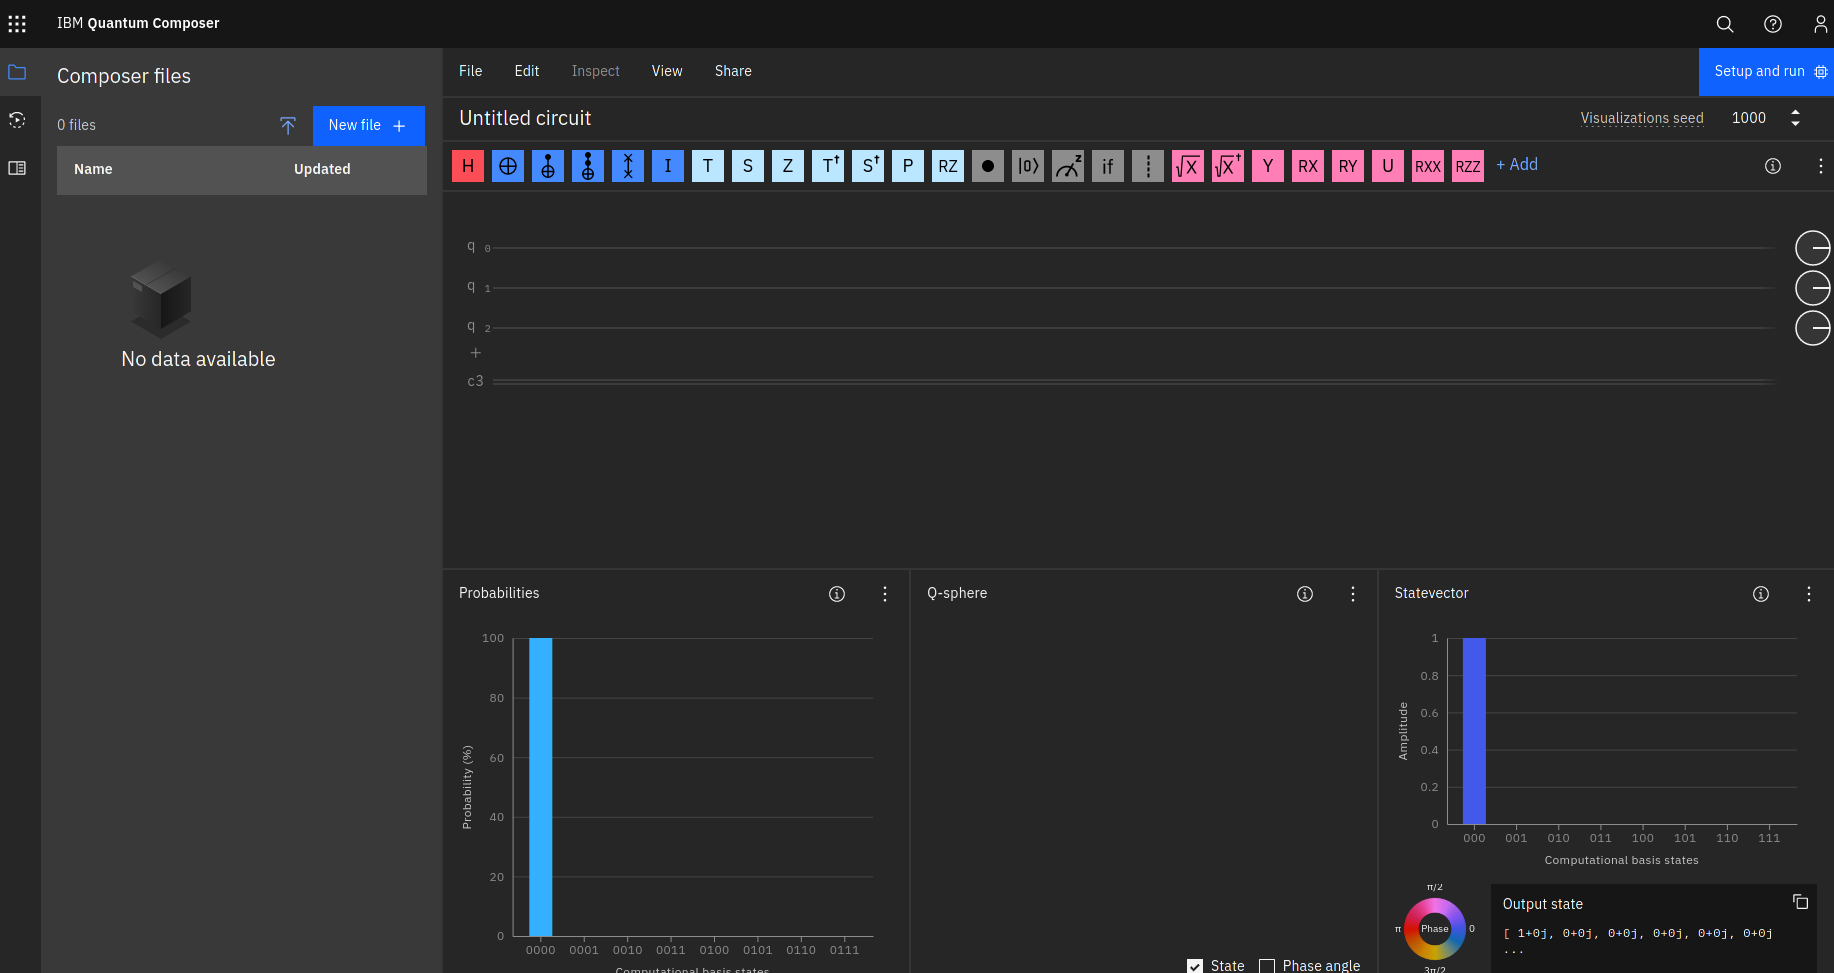 IBM Quantum Composer
Composer files
0 files
New file +
Name Updated
No data available
File Edit Inspect View Share
Setup and run
Untitled circuit
Visualizations seed 1000
H I T S Z T† S† P RZ |0⟩ z if √X √X† Y RX RY U RXX RZZ + Add
q 0
q 1
q 2
+
c3
Probabilities
100
80
60
40
20
0
Probability (%)
0000 0001 0010 0011 0100 0101 0110 0111
Computational basis states
Q-sphere
State Phase angle
Statevector
1
0.8
0.6
0.4
0.2
0
Amplitude
000 001 010 011 100 101 110 111
Computational basis states
π/2
π Phase 0
3π/2
Output state
[ 1+0j, 0+0j, 0+0j, 0+0j, 0+0j, 0+0j
...